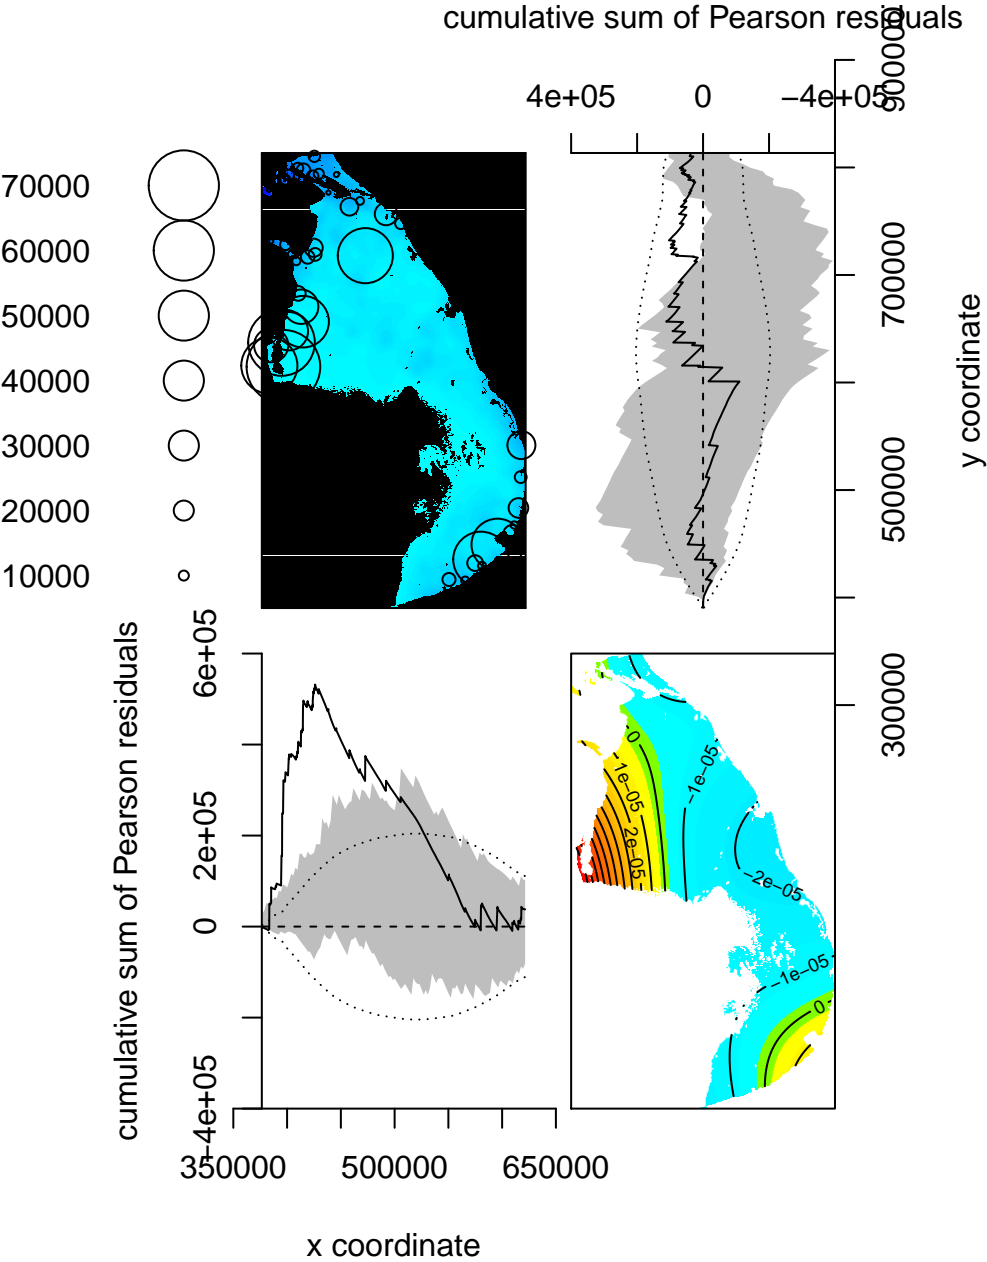 cumulative sum of Pearson residuals
4e+05 0 −4e+05
900000
700000
500000
300000
y coordinate
70000
60000
50000
40000
30000
20000
10000
cumulative sum of Pearson residuals
6e+05
2e+05
0
−4e+05
350000 500000 650000
x coordinate
0
1e−05
2e−05
−1e−05
−2e−05
−1e−05
0